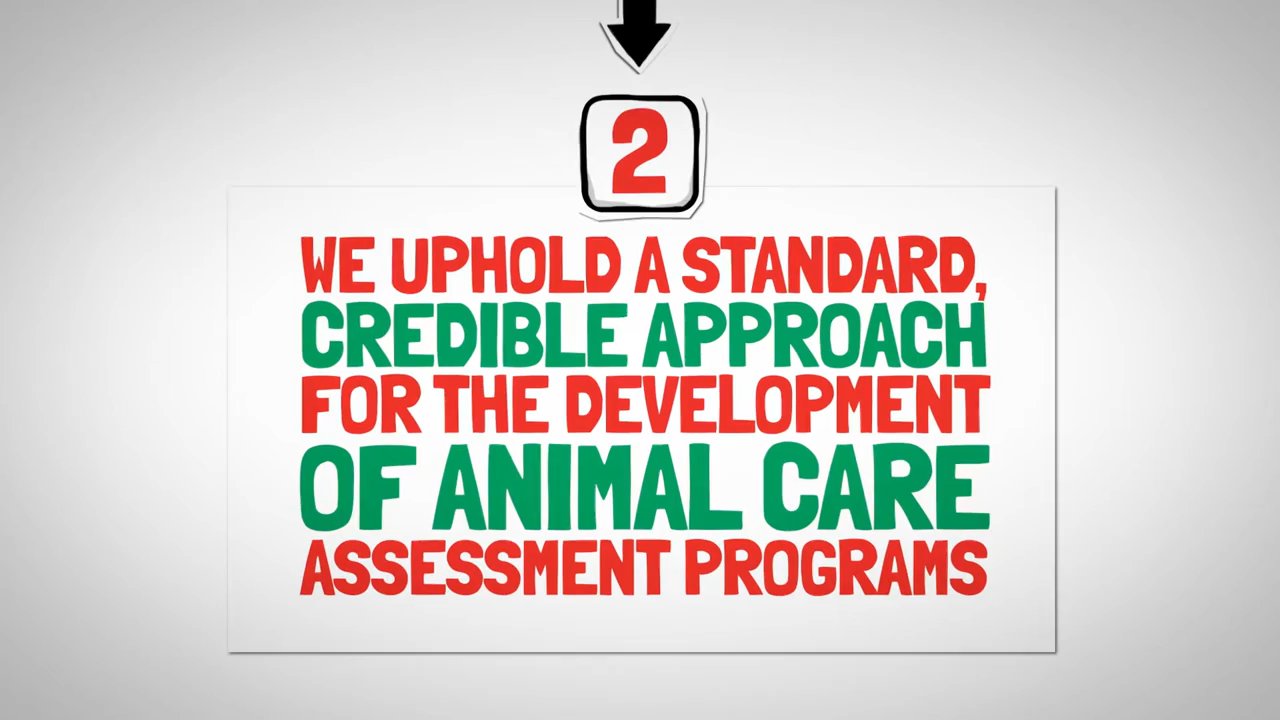 2
WE UPHOLD A STANDARD,
CREDIBLE APPROACH
FOR THE DEVELOPMENT
OF ANIMAL CARE
ASSESSMENT PROGRAMS